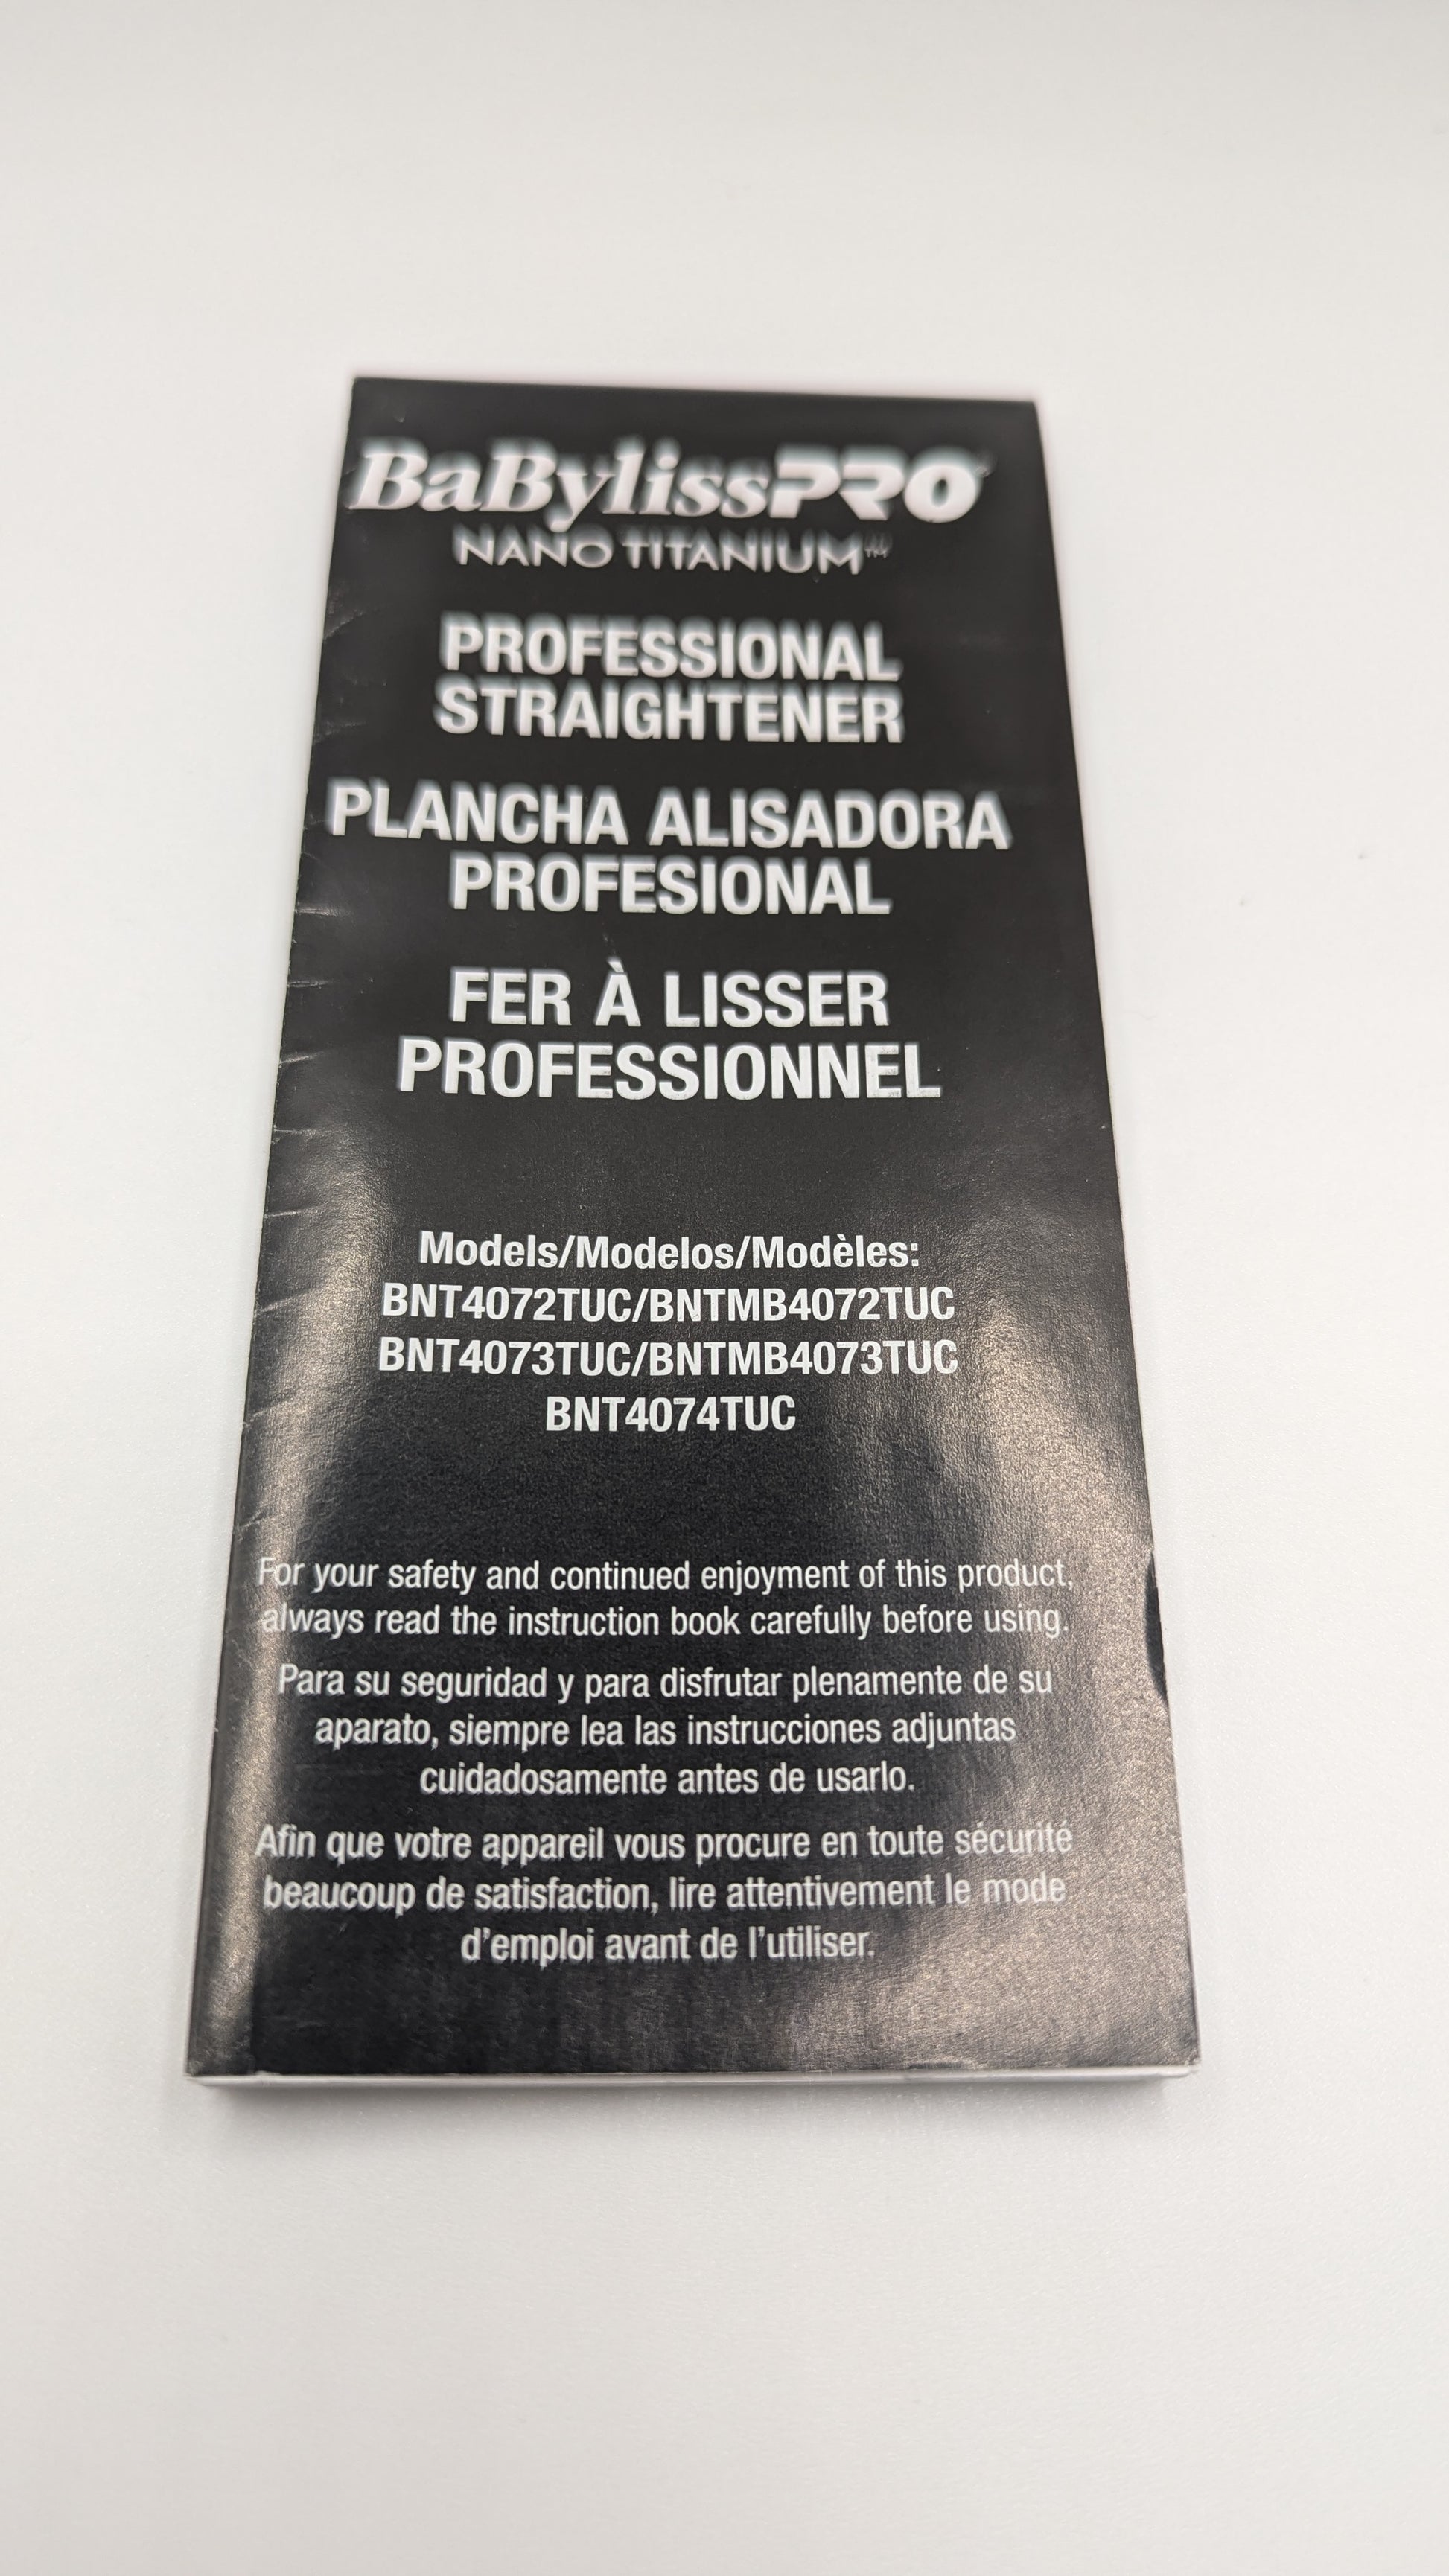 BaBylissPRO®
NANO TITANIUM™
PROFESSIONAL
STRAIGHTENER
PLANCHA ALISADORA
PROFESIONAL
FER À LISSER
PROFESSIONNEL
Models/Modelos/Modèles:
BNT4072TUC/BNTMB4072TUC
BNT4073TUC/BNTMB4073TUC
BNT4074TUC
For your safety and continued enjoyment of this product,
always read the instruction book carefully before using.
Para su seguridad y para disfrutar plenamente de su
aparato, siempre lea las instrucciones adjuntas
cuidadosamente antes de usarlo.
Afin que votre appareil vous procure en toute sécurité
beaucoup de satisfaction, lire attentivement le mode
d’emploi avant de l’utiliser.